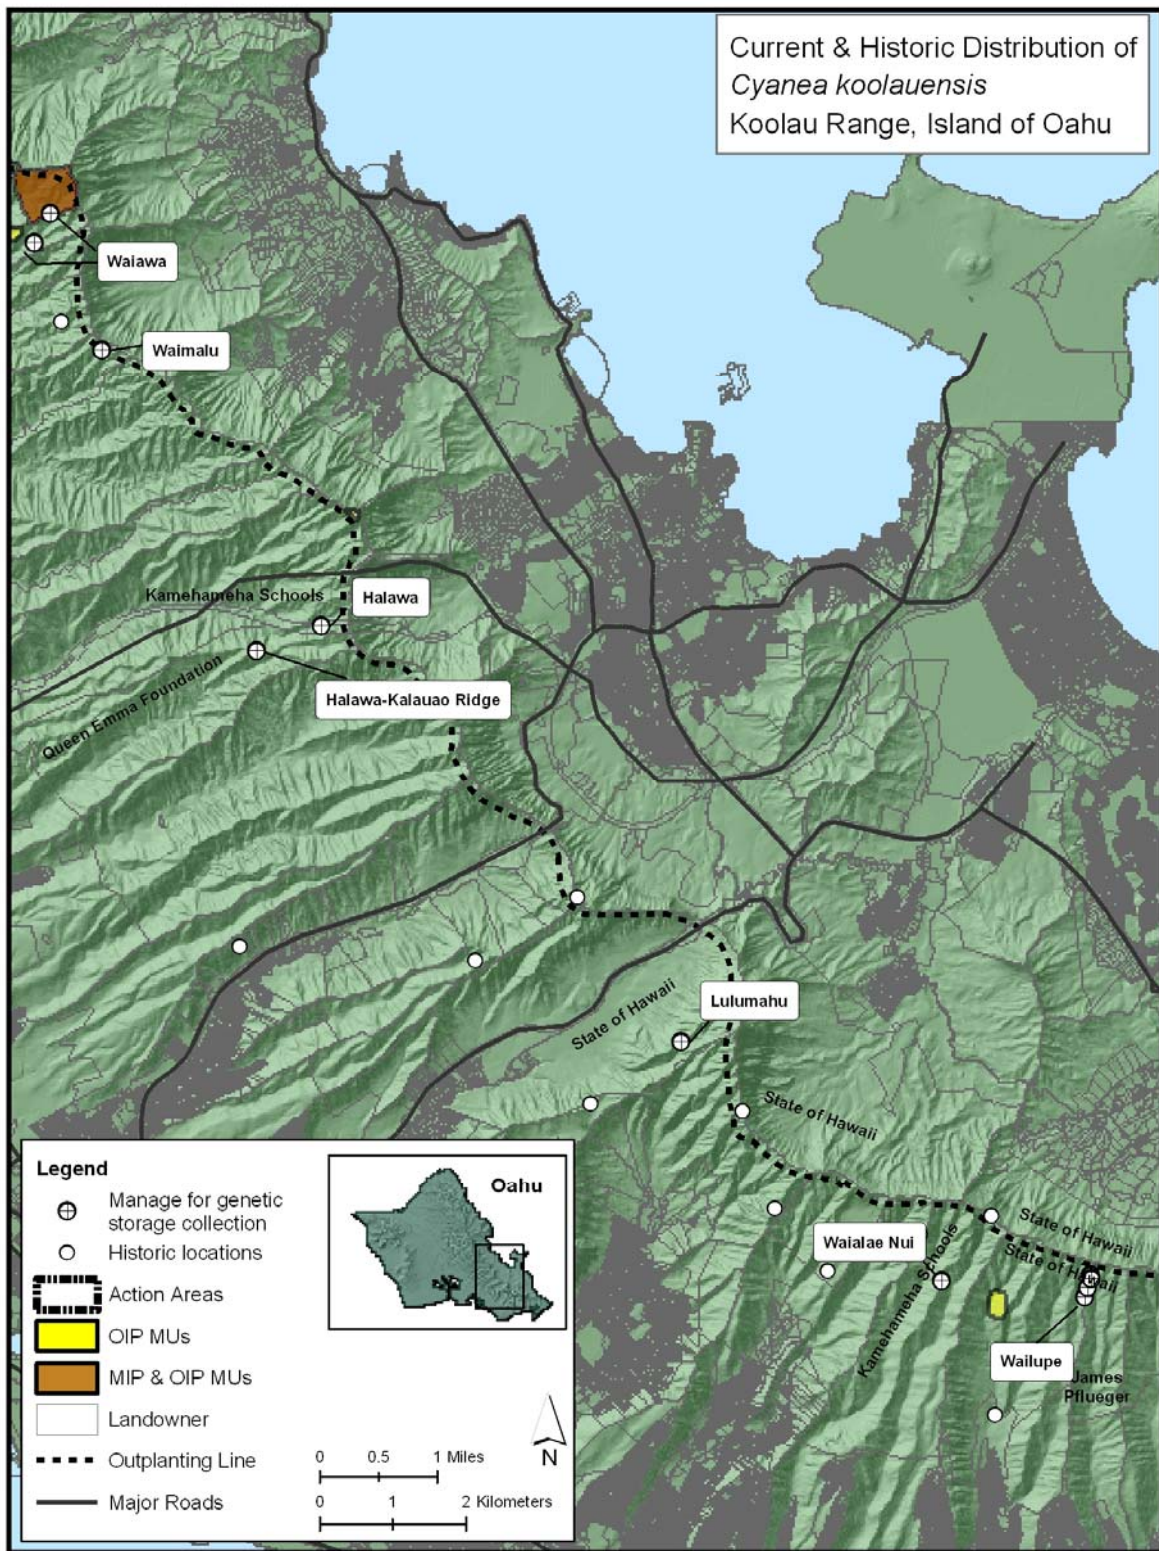 Current & Historic Distribution of
Cyanea koolauensis
Koolau Range, Island of Oahu
Waiawa
Waimalu
Kamehameha Schools
Halawa
Queen Emma Foundation
Halawa-Kalauao Ridge
State of Hawaii
Lulumahu
State of Hawaii
State of Hawaii
State of Hawaii
Waialae Nui
Kamehameha Schools
Wailupe
James
Pflueger
Legend
Manage for genetic
storage collection
Historic locations
Action Areas
OIP MUs
MIP & OIP MUs
Landowner
Outplanting Line
Major Roads
Oahu
N
0 0.5 1 Miles
0 1 2 Kilometers